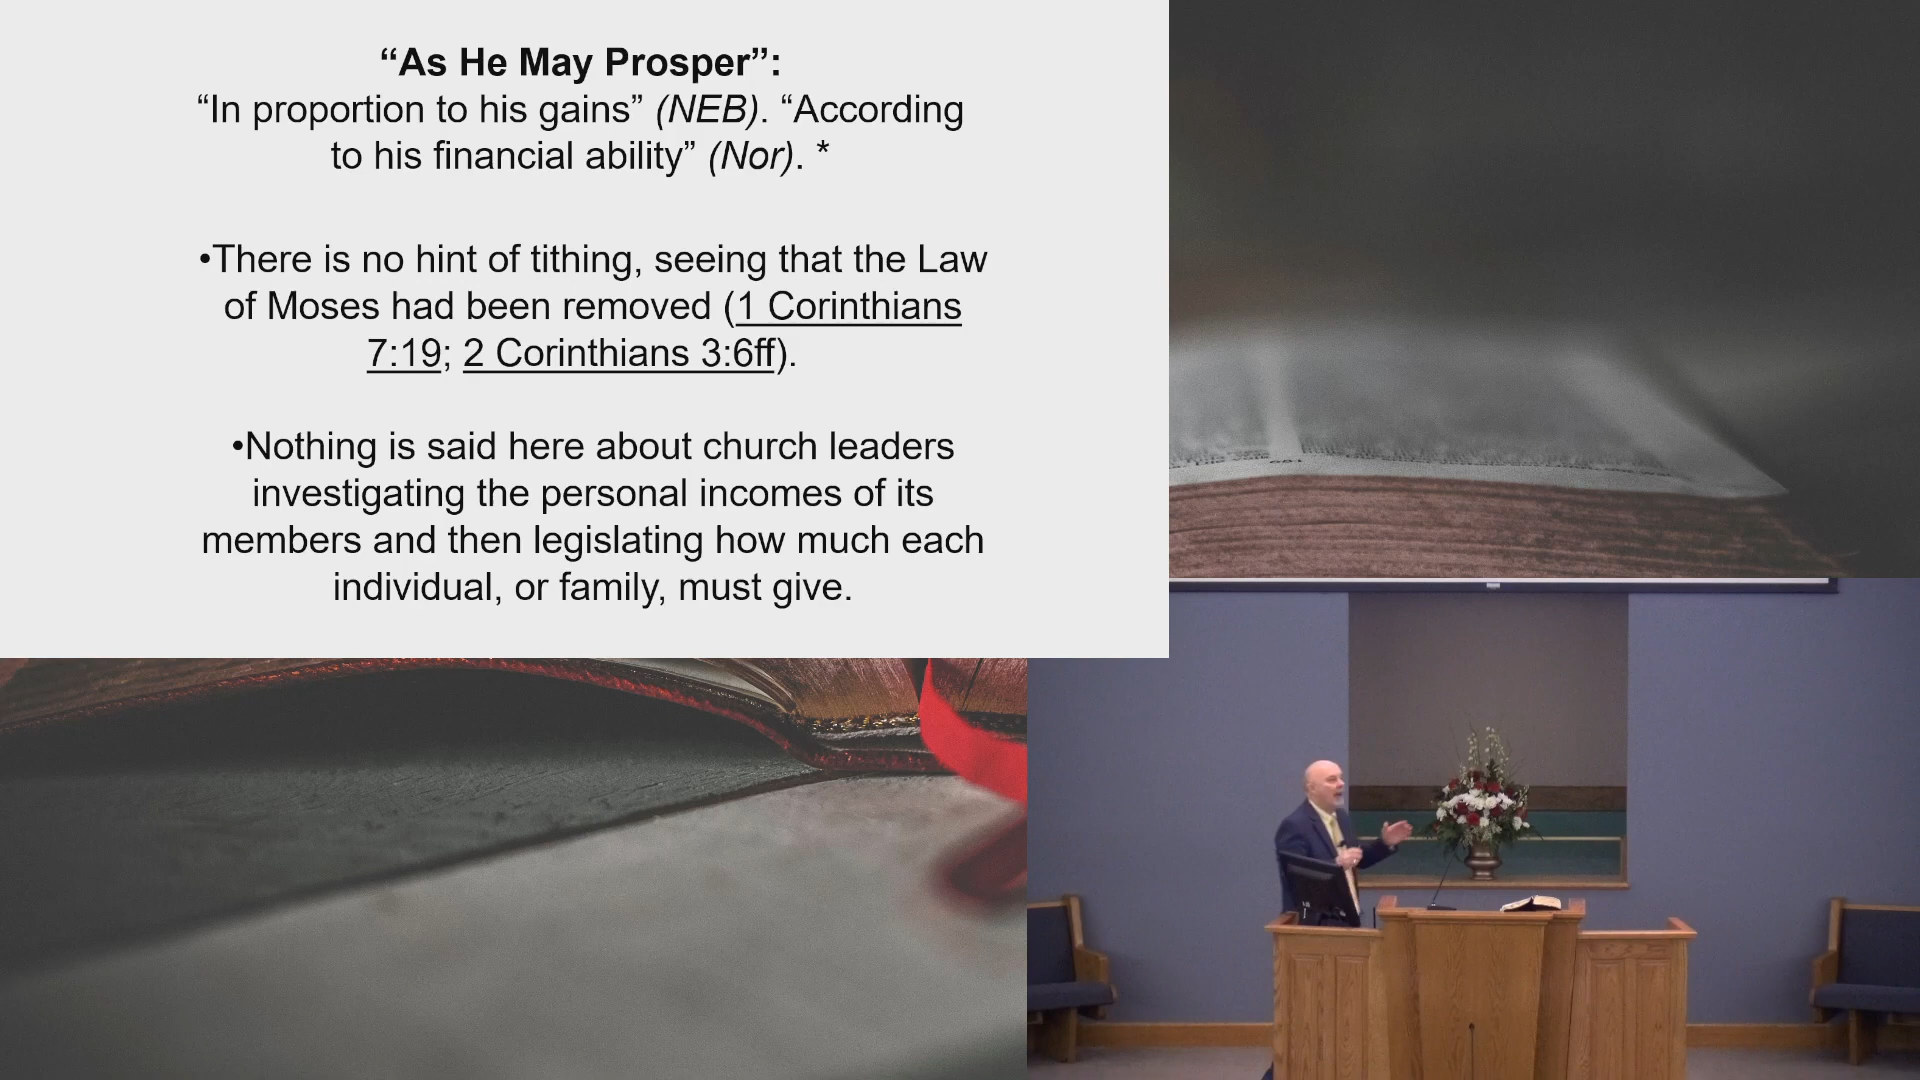 “As He May Prosper”:
“In proportion to his gains” (NEB). “According
to his financial ability” (Nor). *
•There is no hint of tithing, seeing that the Law
of Moses had been removed (1 Corinthians
7:19; 2 Corinthians 3:6ff).
•Nothing is said here about church leaders
investigating the personal incomes of its
members and then legislating how much each
individual, or family, must give.